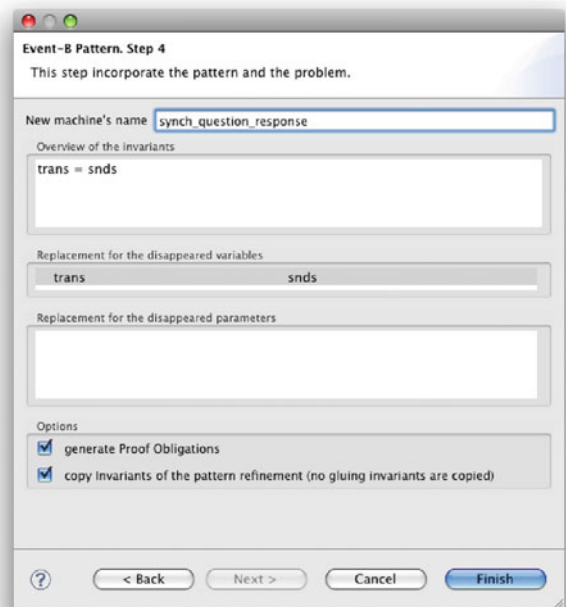 Event-B Pattern. Step 4
This step incorporate the pattern and the problem.
New machine's name synch_question_response
Overview of the invariants
trans = snds
Replacement for the disappeared variables
trans snds
Replacement for the disappeared parameters
Options
generate Proof Obligations
copy Invariants of the pattern refinement (no gluing invariants are copied)
? < Back Next > Cancel Finish